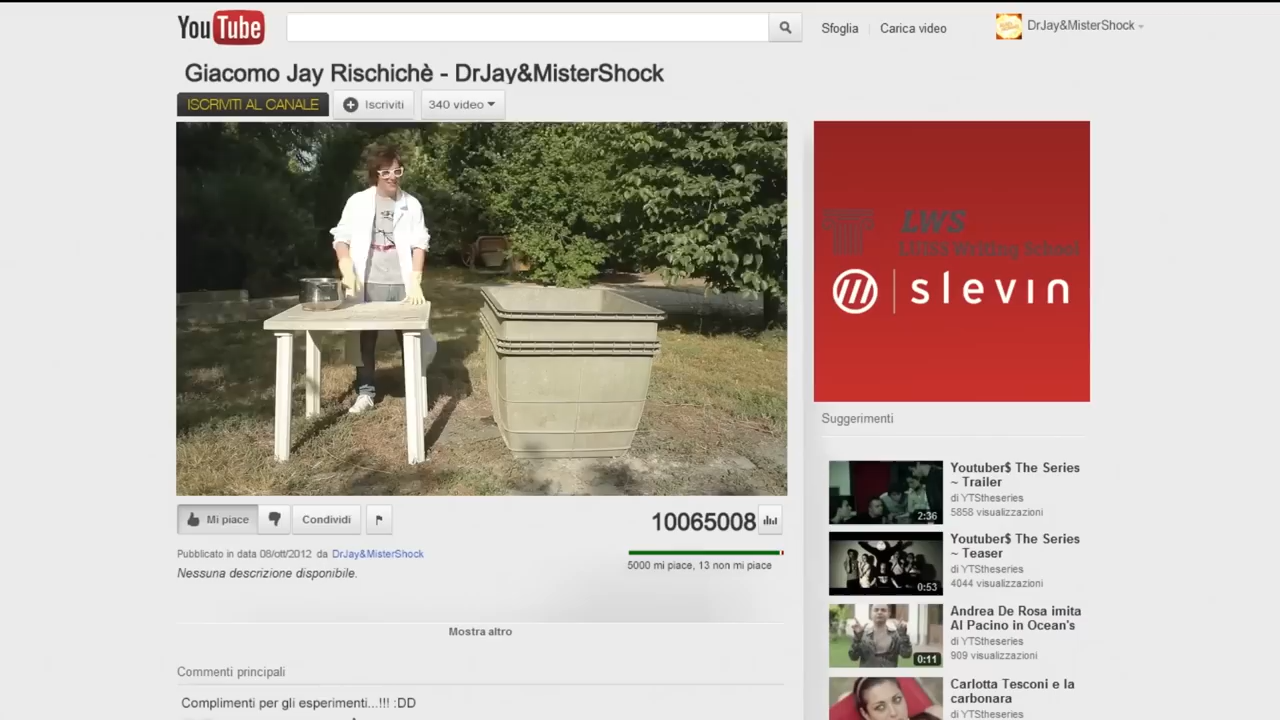 YouTube
Sfoglia
Carica video
DrJay&MisterShock
Giacomo Jay Rischichè - DrJay&MisterShock
ISCRIVITI AL CANALE
Iscriviti
340 video
LWS
LUISS Writing School
slevin
Suggerimenti
Youtuber$ The Series
~ Trailer
di YTStheseries
5858 visualizzazioni
2:36
Youtuber$ The Series
~ Teaser
di YTStheseries
4044 visualizzazioni
0:53
Andrea De Rosa imita
Al Pacino in Ocean's
di YTStheseries
909 visualizzazioni
0:11
Carlotta Tesconi e la
carbonara
di YTStheseries
Mi piace
Condividi
10065008
Pubblicato in data 08/ott/2012 da DrJay&MisterShock
5000 mi piace, 13 non mi piace
Nessuna descrizione disponibile.
Mostra altro
Commenti principali
Complimenti per gli esperimenti...!!! :DD